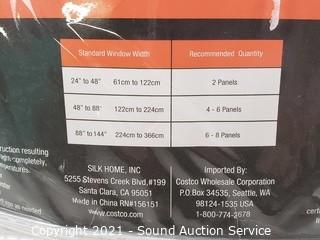 Standard Window Width Recommended Quantity
24" to 48" 61cm to 122cm 2 Panels
48" to 88" 122cm to 224cm 4 - 6 Panels
88" to 144" 224cm to 366cm 6 - 8 Panels
ruction resulting
completely,
temperatures.
SILK HOME, INC
5255 Stevens Creek Blvd.,#199
Santa Clara, CA 95051
Made in China RN#156151
www.costco.com
Imported By:
Costco Wholesale Corporation
P.O.Box 34535, Seattle, WA
98124-1535 USA
1-800-774-2678
as needed.
Copyright 2021 - Sound Auction Service